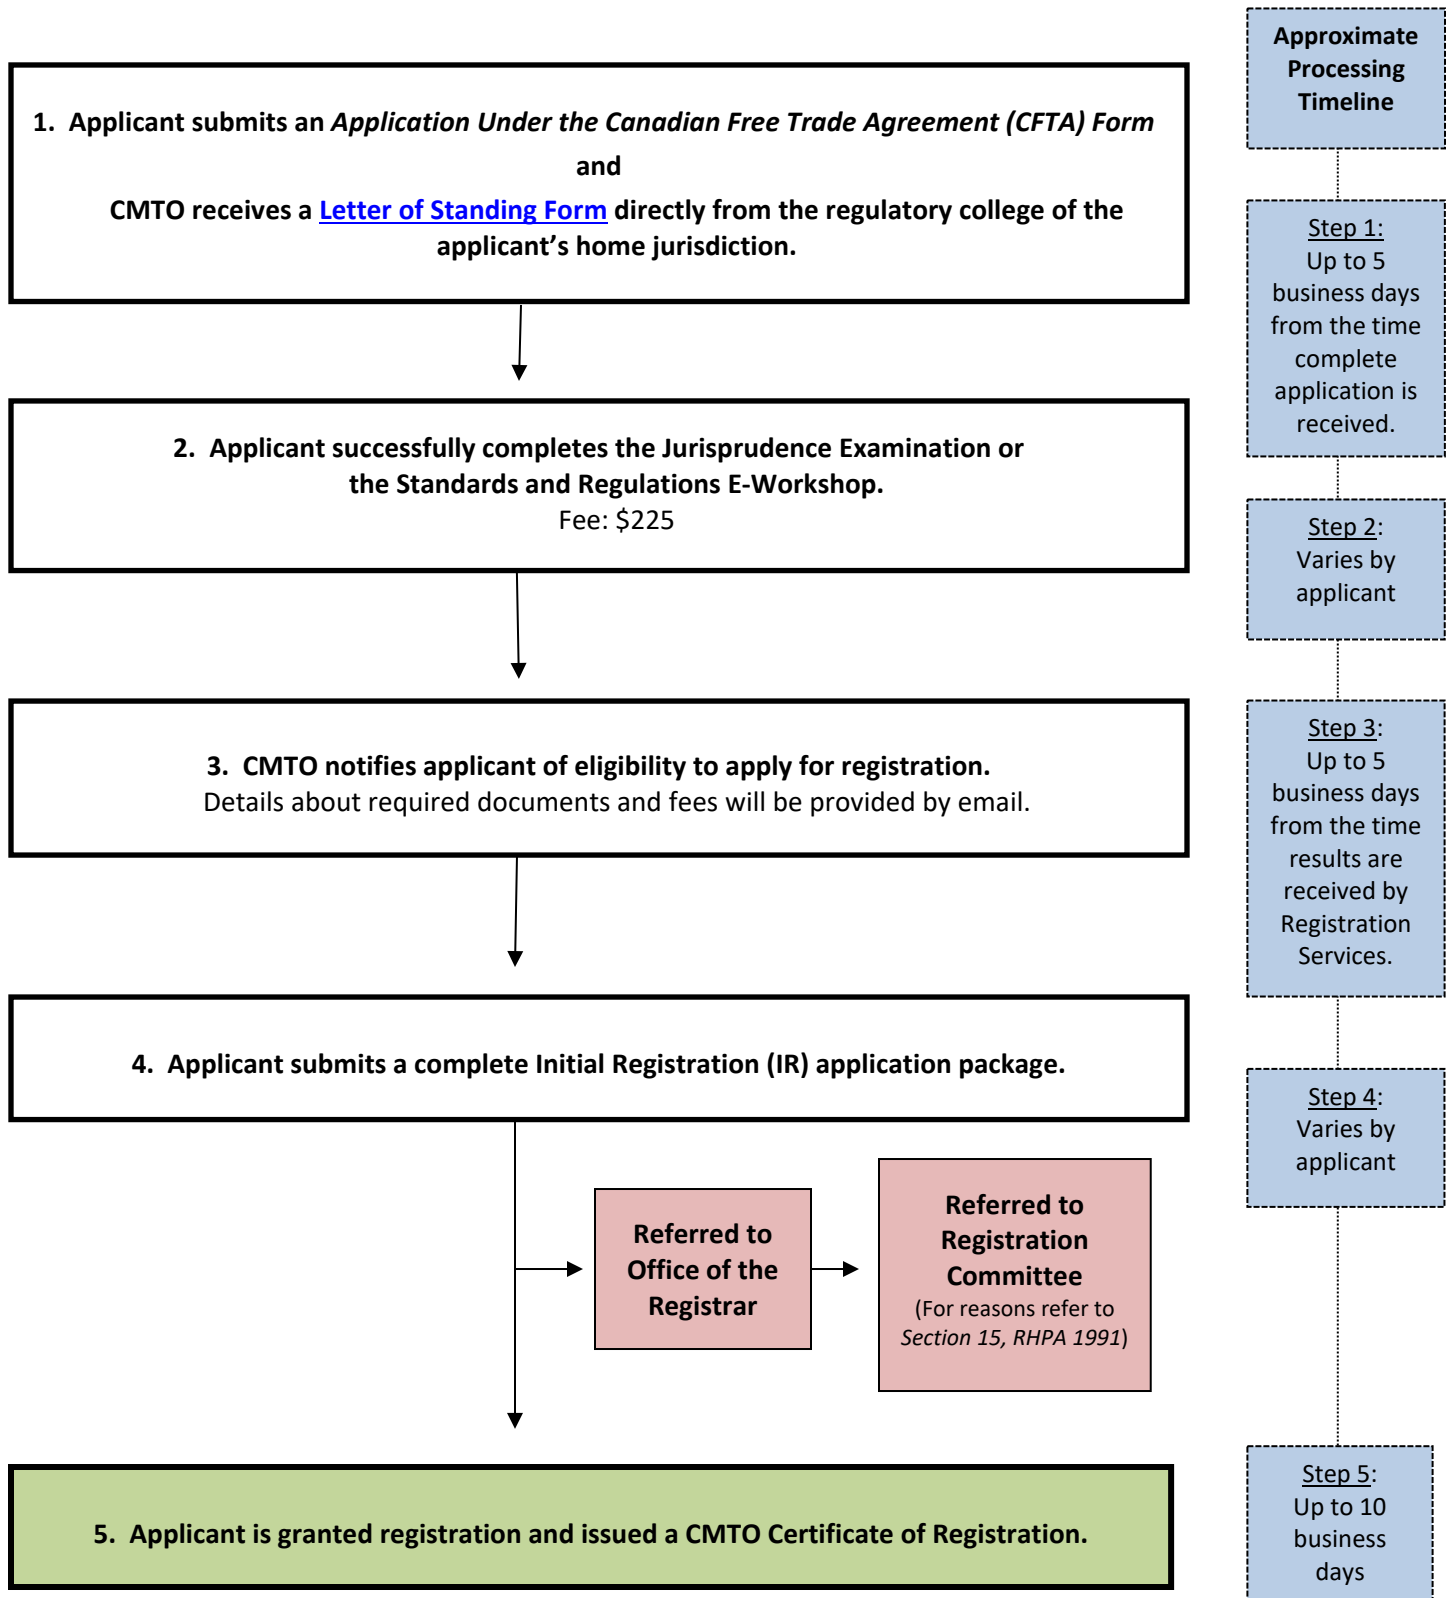 Approximate
Processing
Timeline
1. Applicant submits an Application Under the Canadian Free Trade Agreement (CFTA) Form
and
CMTO receives a Letter of Standing Form directly from the regulatory college of the
applicant’s home jurisdiction.
Step 1:
Up to 5
business days
from the time
complete
application is
received.
2. Applicant successfully completes the Jurisprudence Examination or
the Standards and Regulations E-Workshop.
Fee: $225
Step 2:
Varies by
applicant
3. CMTO notifies applicant of eligibility to apply for registration.
Details about required documents and fees will be provided by email.
Step 3:
Up to 5
business days
from the time
results are
received by
Registration
Services.
4. Applicant submits a complete Initial Registration (IR) application package.
Step 4:
Varies by
applicant
Referred to
Office of the
Registrar
Referred to
Registration
Committee
(For reasons refer to
Section 15, RHPA 1991)
5. Applicant is granted registration and issued a CMTO Certificate of Registration.
Step 5:
Up to 10
business
days